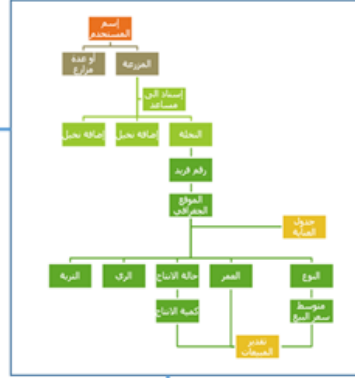 إسم
المستخدم
المزرعة
أو عدة
مزارع
إسناد الى
مساعد
النخلة
إضافة نخيل
إضافة نخيل
رقم فريد
الموقع
الجغرافي
جدول
العناية
النوع
العمر
حالة الانتاج
الري
التربة
متوسط
سعر البيع
كمية الانتاج
تقدير
المبيعات